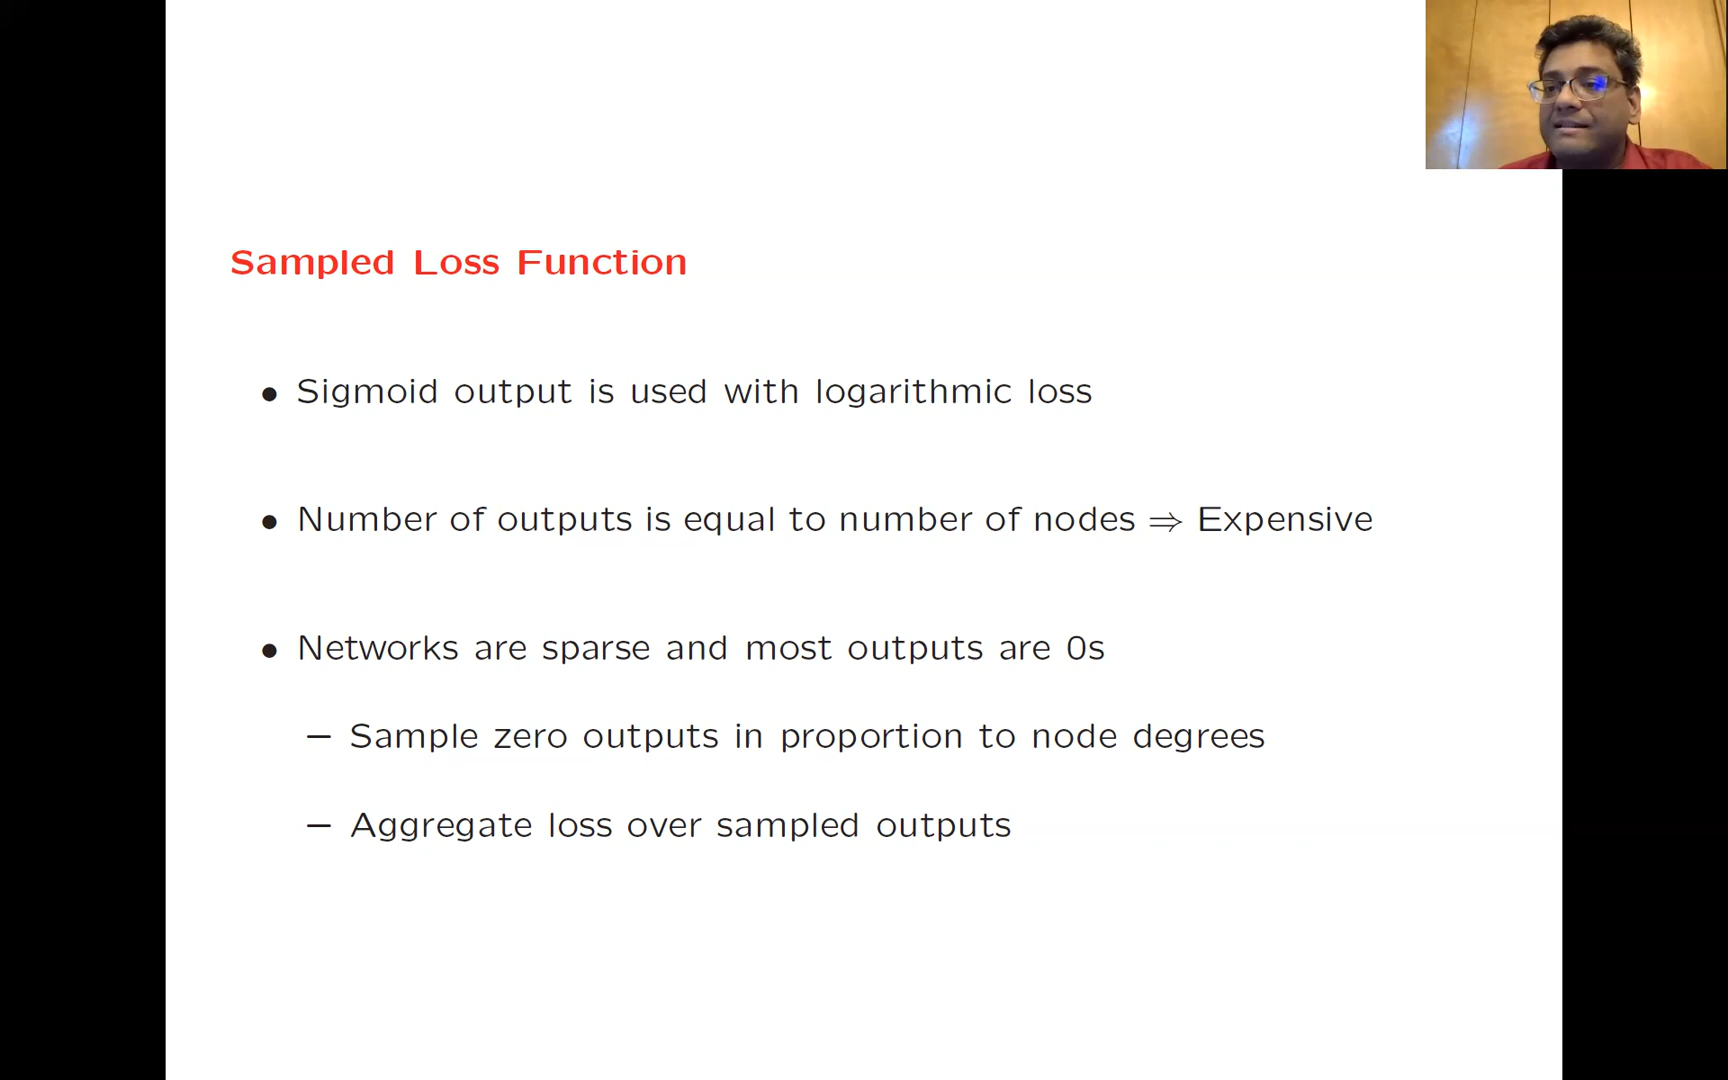 Sampled Loss Function
• Sigmoid output is used with logarithmic loss
• Number of outputs is equal to number of nodes ⇒ Expensive
• Networks are sparse and most outputs are 0s
– Sample zero outputs in proportion to node degrees
– Aggregate loss over sampled outputs